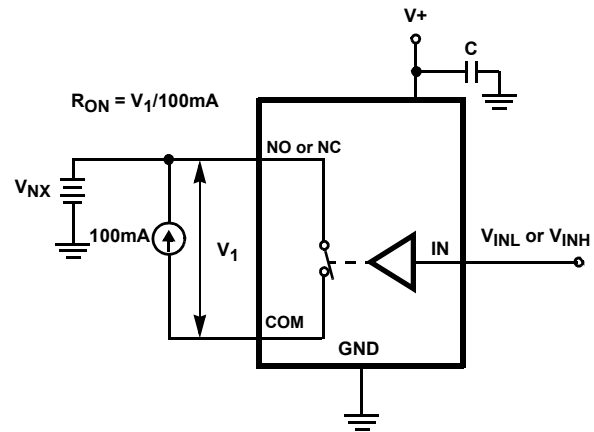 V+
C
R_ON = V_1/100mA
NO or NC
V_NX
100mA
V_1
IN
V_INL or V_INH
COM
GND